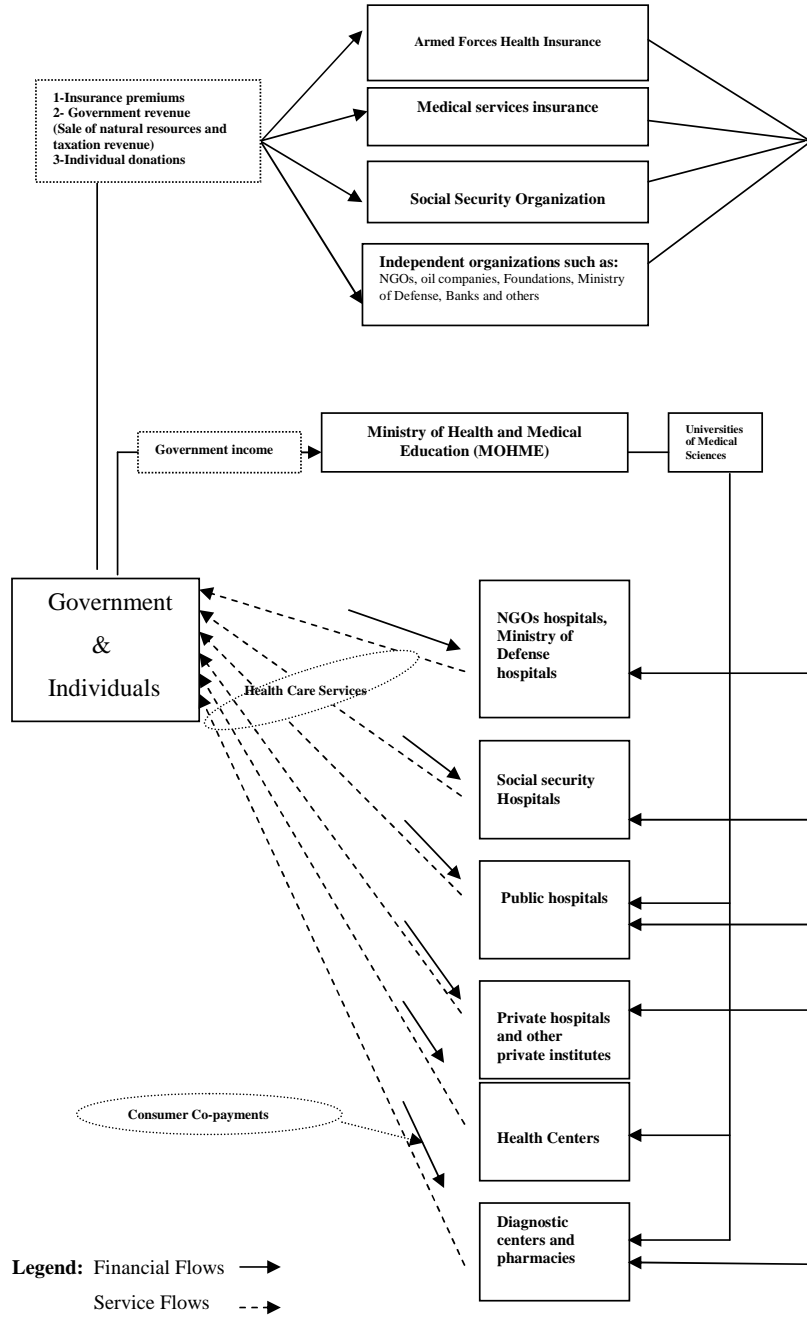 Armed Forces Health Insurance
1-Insurance premiums
2- Government revenue
(Sale of natural resources and
taxation revenue)
3-Individual donations
Medical services insurance
Social Security Organization
Independent organizations such as:
NGOs, oil companies, Foundations, Ministry
of Defense, Banks and others
Government income
Ministry of Health and Medical
Education (MOHME)
Universities
of Medical
Sciences
Government
&
Individuals
NGOs hospitals,
Ministry of
Defense
hospitals
Health Care Services
Social security
Hospitals
Public hospitals
Private hospitals
and other
private institutes
Consumer Co-payments
Health Centers
Diagnostic
centers and
pharmacies
Legend: Financial Flows
Service Flows